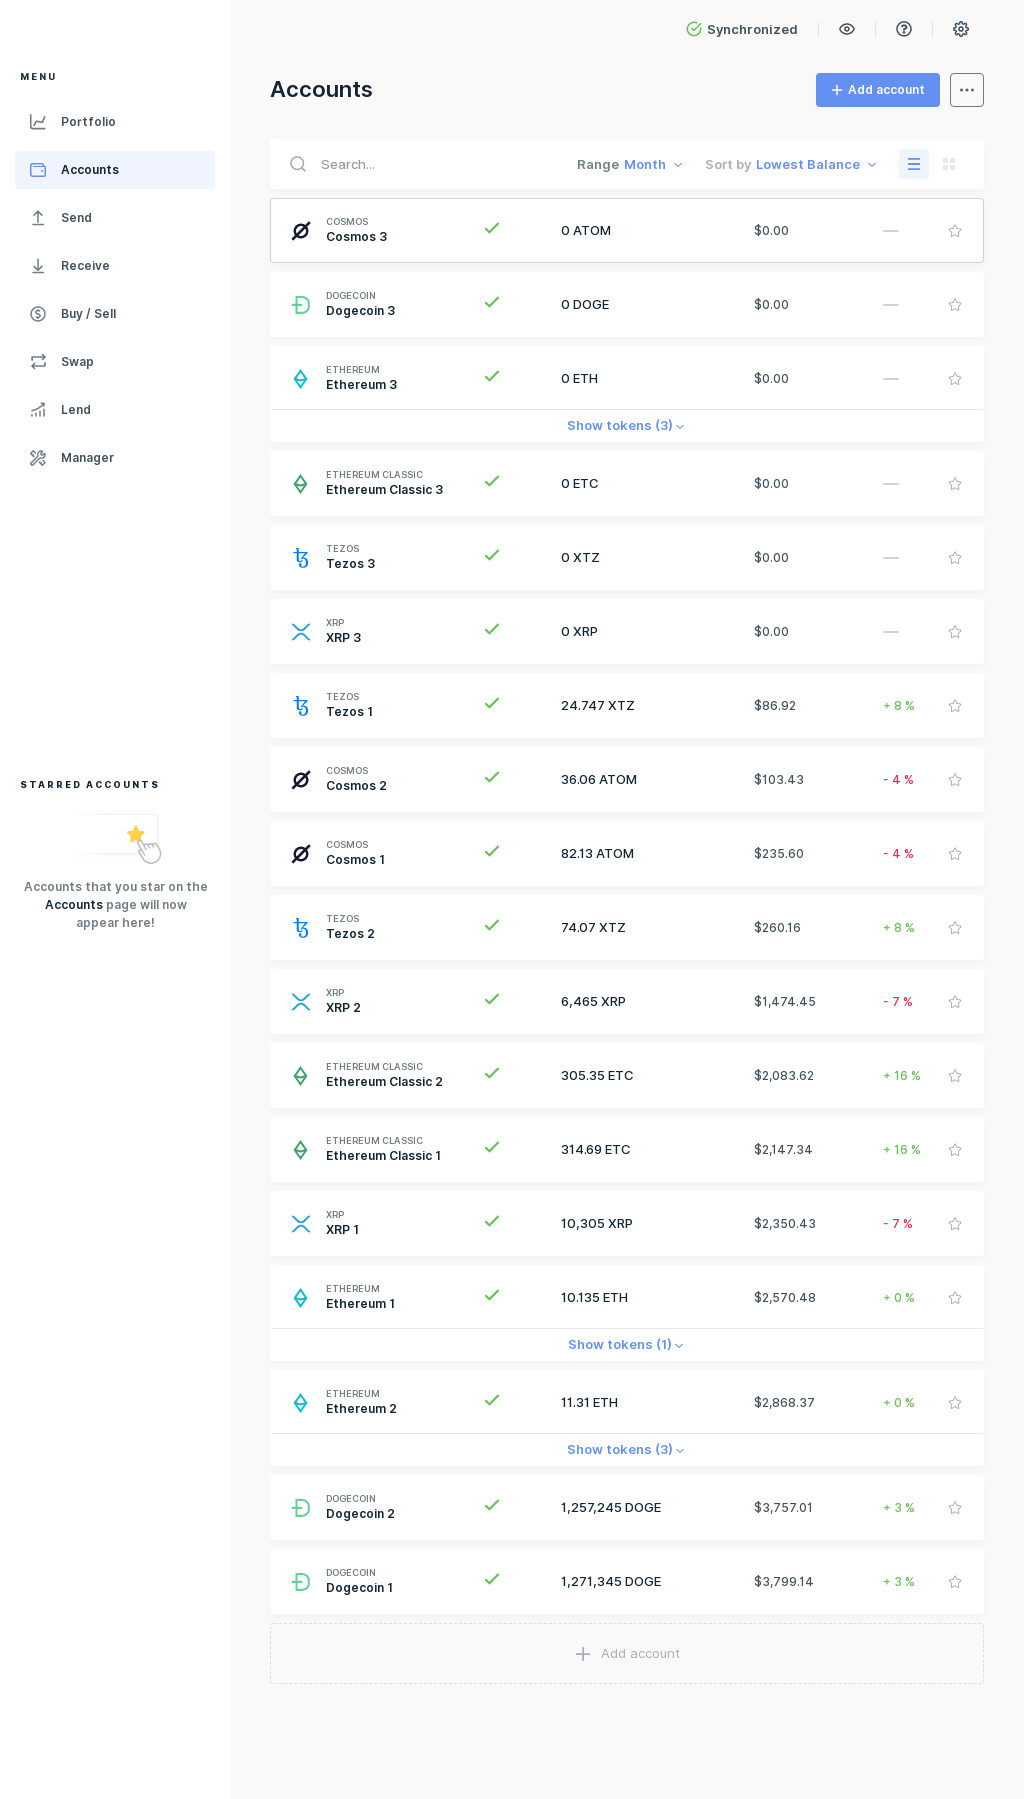 Synchronized
MENU
Portfolio
Accounts
Send
Receive
Buy / Sell
Swap
Lend
Manager
STARRED ACCOUNTS
Accounts that you star on the
Accounts page will now
appear here!
Accounts
Add account
Search...
Range Month
Sort by Lowest Balance
COSMOS
Cosmos 3
0 ATOM
$0.00
—
DOGECOIN
Dogecoin 3
0 DOGE
$0.00
—
ETHEREUM
Ethereum 3
0 ETH
$0.00
—
Show tokens (3)
ETHEREUM CLASSIC
Ethereum Classic 3
0 ETC
$0.00
—
TEZOS
Tezos 3
0 XTZ
$0.00
—
XRP
XRP 3
0 XRP
$0.00
—
TEZOS
Tezos 1
24.747 XTZ
$86.92
+ 8 %
COSMOS
Cosmos 2
36.06 ATOM
$103.43
- 4 %
COSMOS
Cosmos 1
82.13 ATOM
$235.60
- 4 %
TEZOS
Tezos 2
74.07 XTZ
$260.16
+ 8 %
XRP
XRP 2
6,465 XRP
$1,474.45
- 7 %
ETHEREUM CLASSIC
Ethereum Classic 2
305.35 ETC
$2,083.62
+ 16 %
ETHEREUM CLASSIC
Ethereum Classic 1
314.69 ETC
$2,147.34
+ 16 %
XRP
XRP 1
10,305 XRP
$2,350.43
- 7 %
ETHEREUM
Ethereum 1
10.135 ETH
$2,570.48
+ 0 %
Show tokens (1)
ETHEREUM
Ethereum 2
11.31 ETH
$2,868.37
+ 0 %
Show tokens (3)
DOGECOIN
Dogecoin 2
1,257,245 DOGE
$3,757.01
+ 3 %
DOGECOIN
Dogecoin 1
1,271,345 DOGE
$3,799.14
+ 3 %
Add account